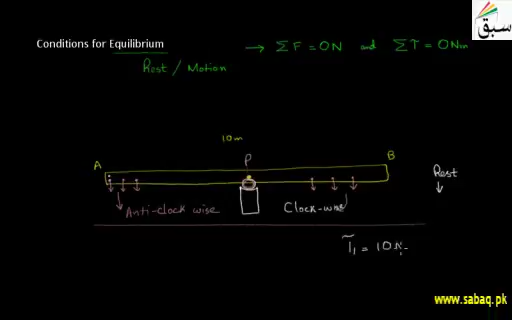 سبق
Conditions for Equilibrium → ΣF = 0N and Στ = 0Nm
Rest / Motion
10m
A P B
Rest
Anti-clock wise Clock-wise
τ₁ = 10 N
www.sabaq.pk